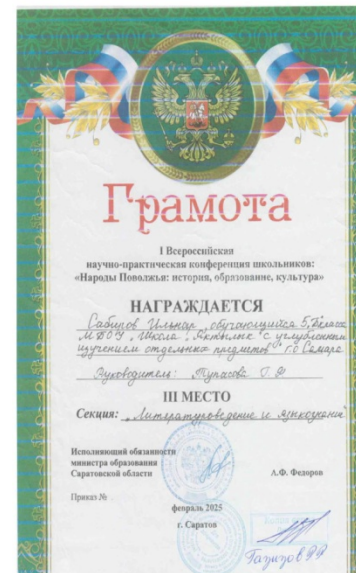 Грамота
I Всероссийская
научно-практическая конференция школьников:
«Народы Поволжья: история, образование, культура»
НАГРАЖДАЕТСЯ
Сабиров Ильнар, обучающийся 5 класса
МБОУ "Школа "Яктылык" с углубленным
изучением отдельных предметов" г.о Самара
Руководитель:
III МЕСТО
Секция: "Литературоведение и языкознание"
Исполняющий обязанности
министра образования
Саратовской области
А.Ф. Федоров
Приказ №
февраль 2025
г. Саратов